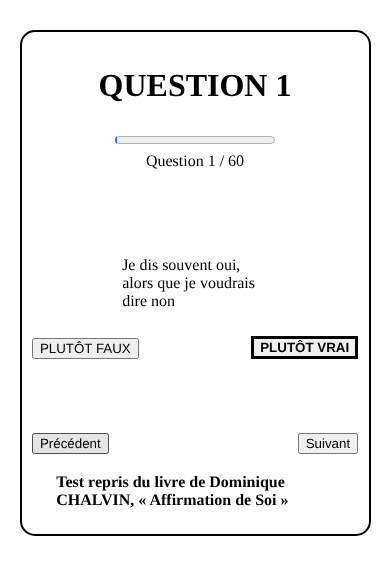 QUESTION 1
Question 1 / 60
Je dis souvent oui,
alors que je voudrais
dire non
PLUTÔT FAUX
PLUTÔT VRAI
Précédent
Suivant
Test repris du livre de Dominique
CHALVIN, « Affirmation de Soi »